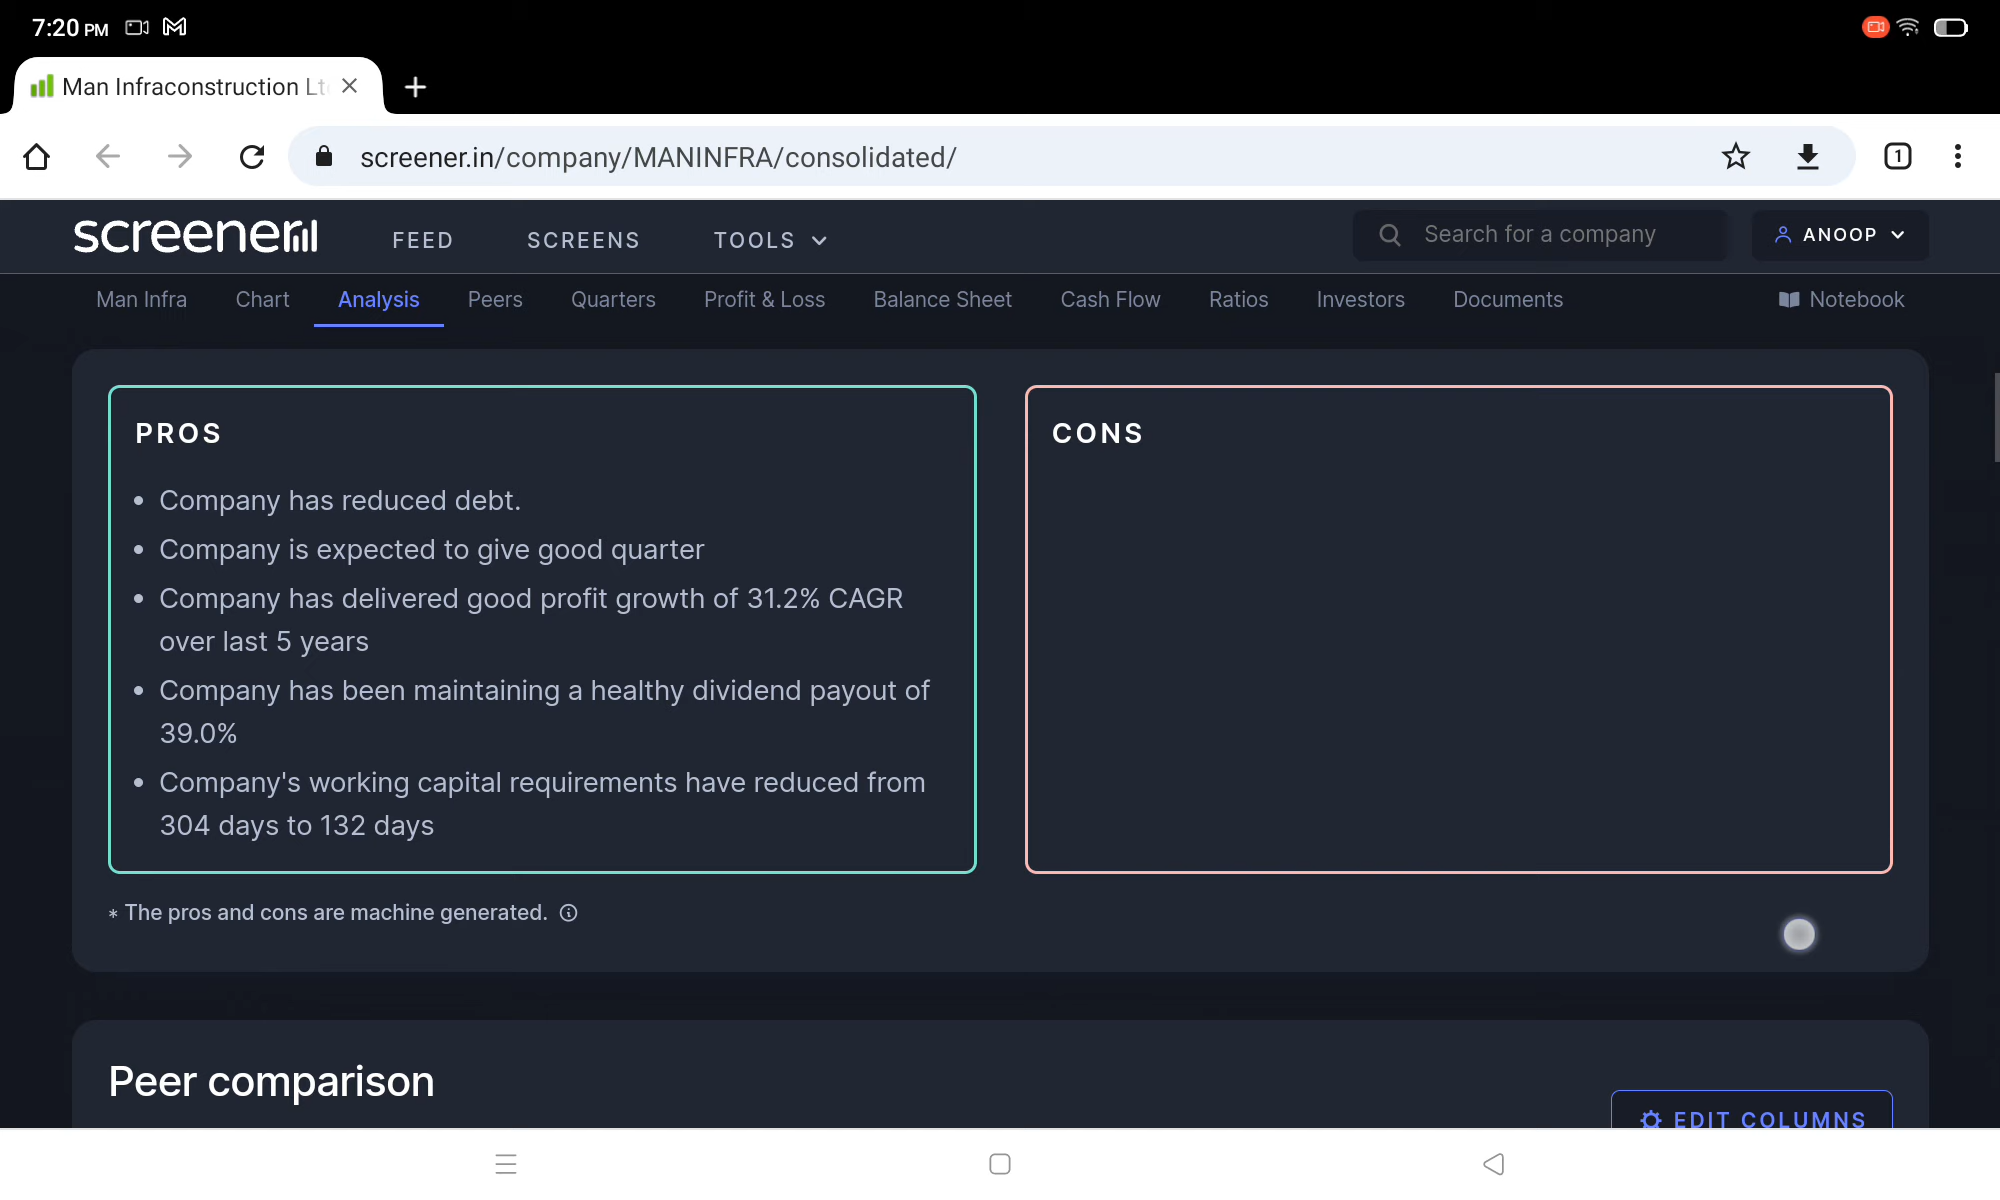 7:20 PM
Man Infraconstruction Lt
screener.in/company/MANINFRA/consolidated/
1
screener
FEED
SCREENS
TOOLS
Search for a company
ANOOP
Man Infra
Chart
Analysis
Peers
Quarters
Profit & Loss
Balance Sheet
Cash Flow
Ratios
Investors
Documents
Notebook
PROS
• Company has reduced debt.
• Company is expected to give good quarter
• Company has delivered good profit growth of 31.2% CAGR
over last 5 years
• Company has been maintaining a healthy dividend payout of
39.0%
• Company's working capital requirements have reduced from
304 days to 132 days
CONS
* The pros and cons are machine generated.
Peer comparison
EDIT COLUMNS